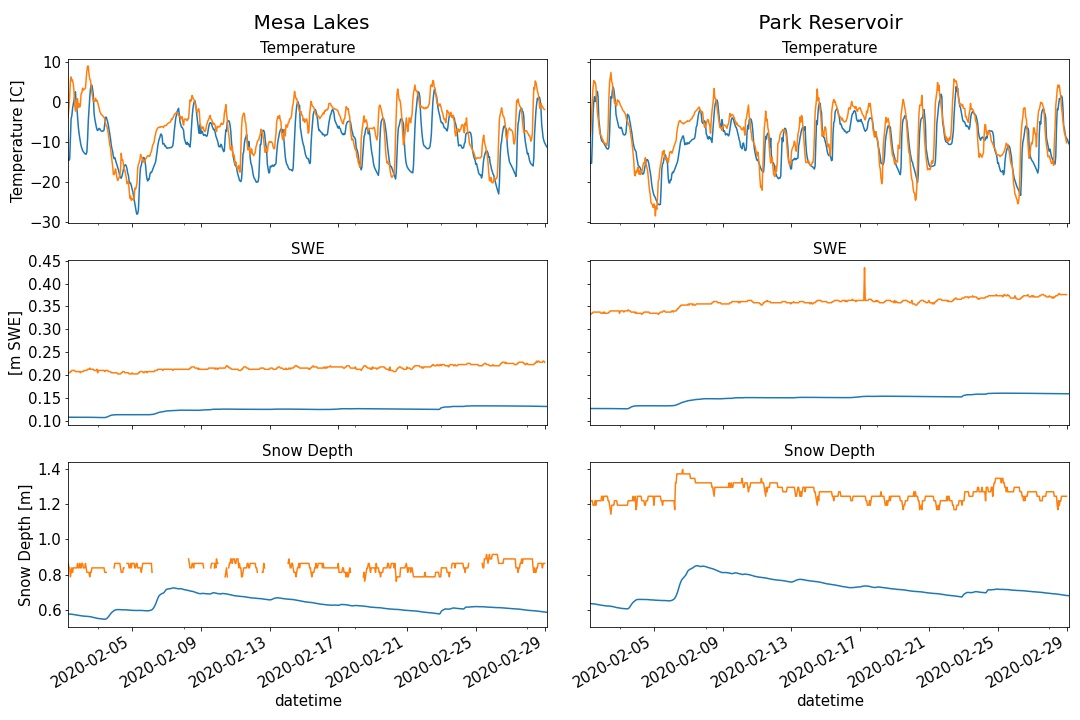 Mesa Lakes
Park Reservoir
Temperature
Temperature
Temperature [C]
10
0
−10
−20
−30
SWE
SWE
[m SWE]
0.45
0.40
0.35
0.30
0.25
0.20
0.15
0.10
Snow Depth
Snow Depth
Snow Depth [m]
1.4
1.2
1.0
0.8
0.6
2020-02-05
2020-02-09
2020-02-13
2020-02-17
2020-02-21
2020-02-25
2020-02-29
2020-02-05
2020-02-09
2020-02-13
2020-02-17
2020-02-21
2020-02-25
2020-02-29
datetime
datetime